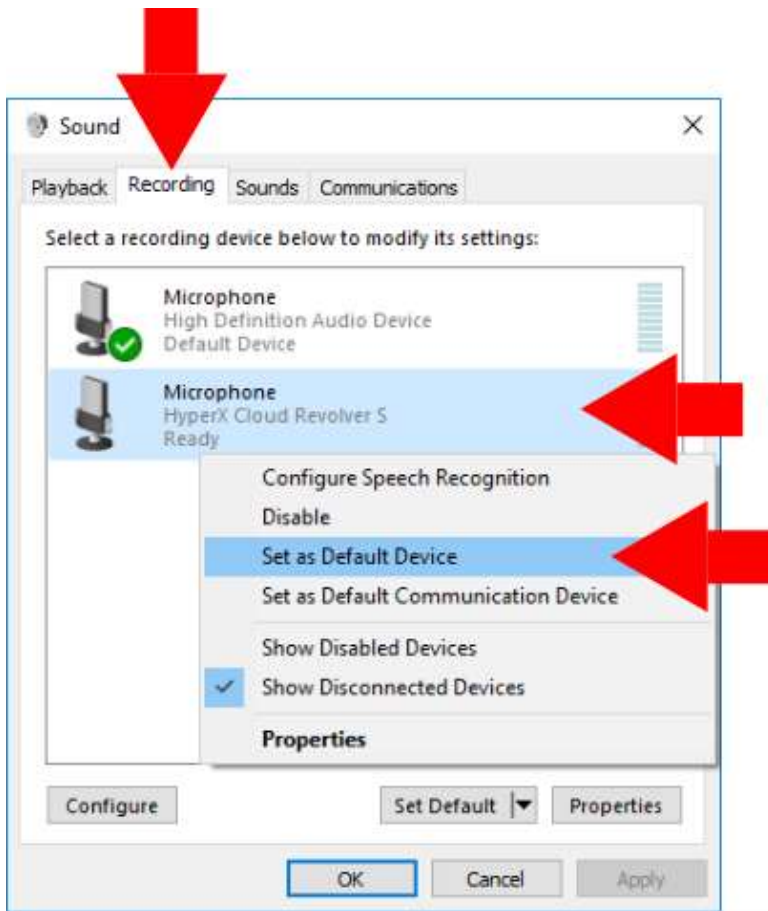 Sound
Playback Recording Sounds Communications
Select a recording device below to modify its settings:
Microphone
High Definition Audio Device
Default Device
Microphone
HyperX Cloud Revolver S
Ready
Configure Speech Recognition
Disable
Set as Default Device
Set as Default Communication Device
Show Disabled Devices
Show Disconnected Devices
Properties
Configure Set Default Properties
OK Cancel Apply